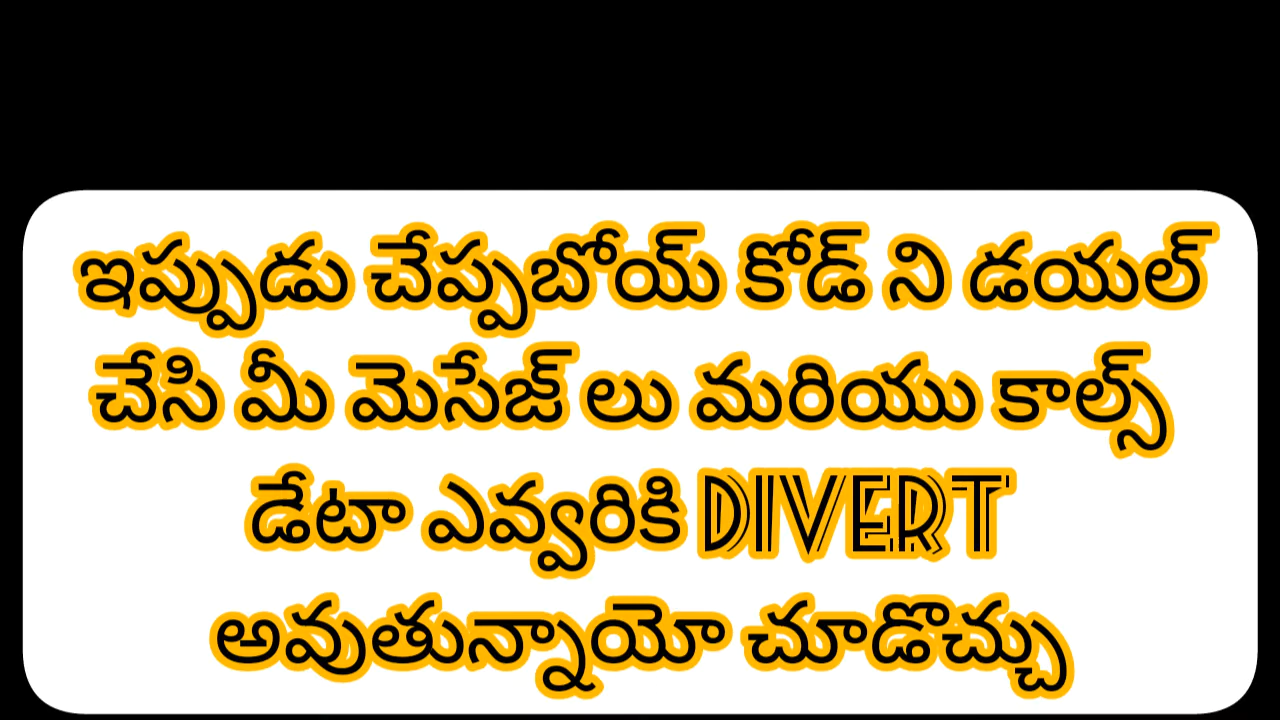 ఇప్పుడు చేప్పబోయ్ కోడ్ ని డయల్
చేసి మీ మెసేజ్ లు మరియు కాల్స్
డేటా ఎవ్వరికి DIVERT
అవుతున్నాయో చూడొచ్చు